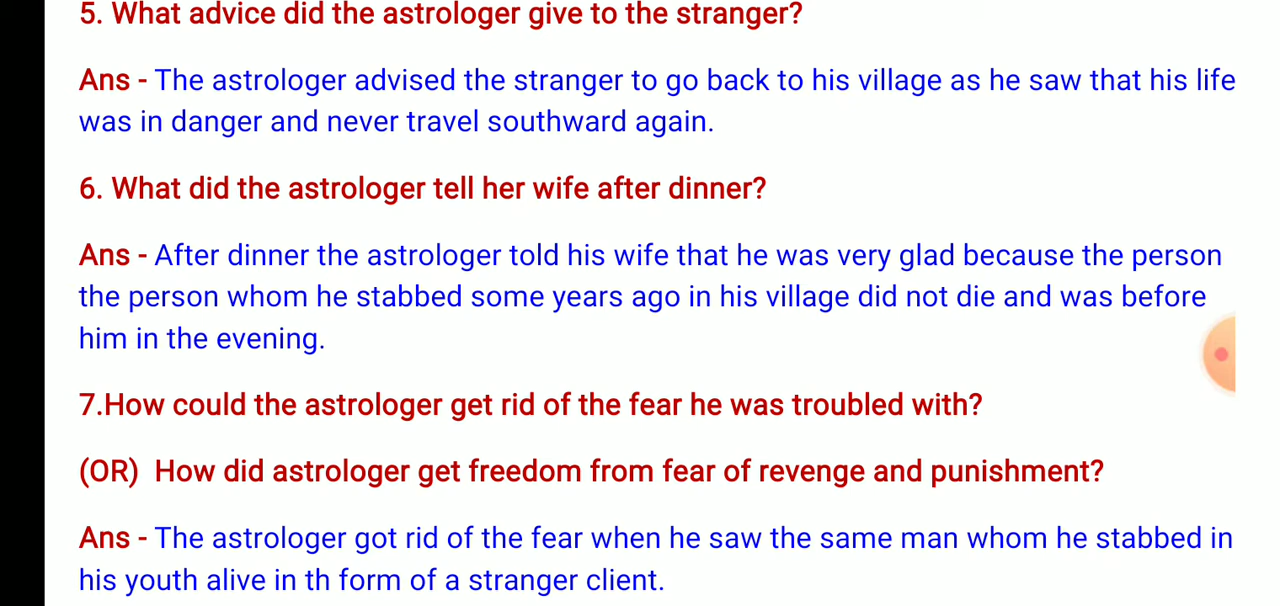 5. What advice did the astrologer give to the stranger?
Ans - The astrologer advised the stranger to go back to his village as he saw that his life
was in danger and never travel southward again.
6. What did the astrologer tell her wife after dinner?
Ans - After dinner the astrologer told his wife that he was very glad because the person
the person whom he stabbed some years ago in his village did not die and was before
him in the evening.
7.How could the astrologer get rid of the fear he was troubled with?
(OR) How did astrologer get freedom from fear of revenge and punishment?
Ans - The astrologer got rid of the fear when he saw the same man whom he stabbed in
his youth alive in th form of a stranger client.